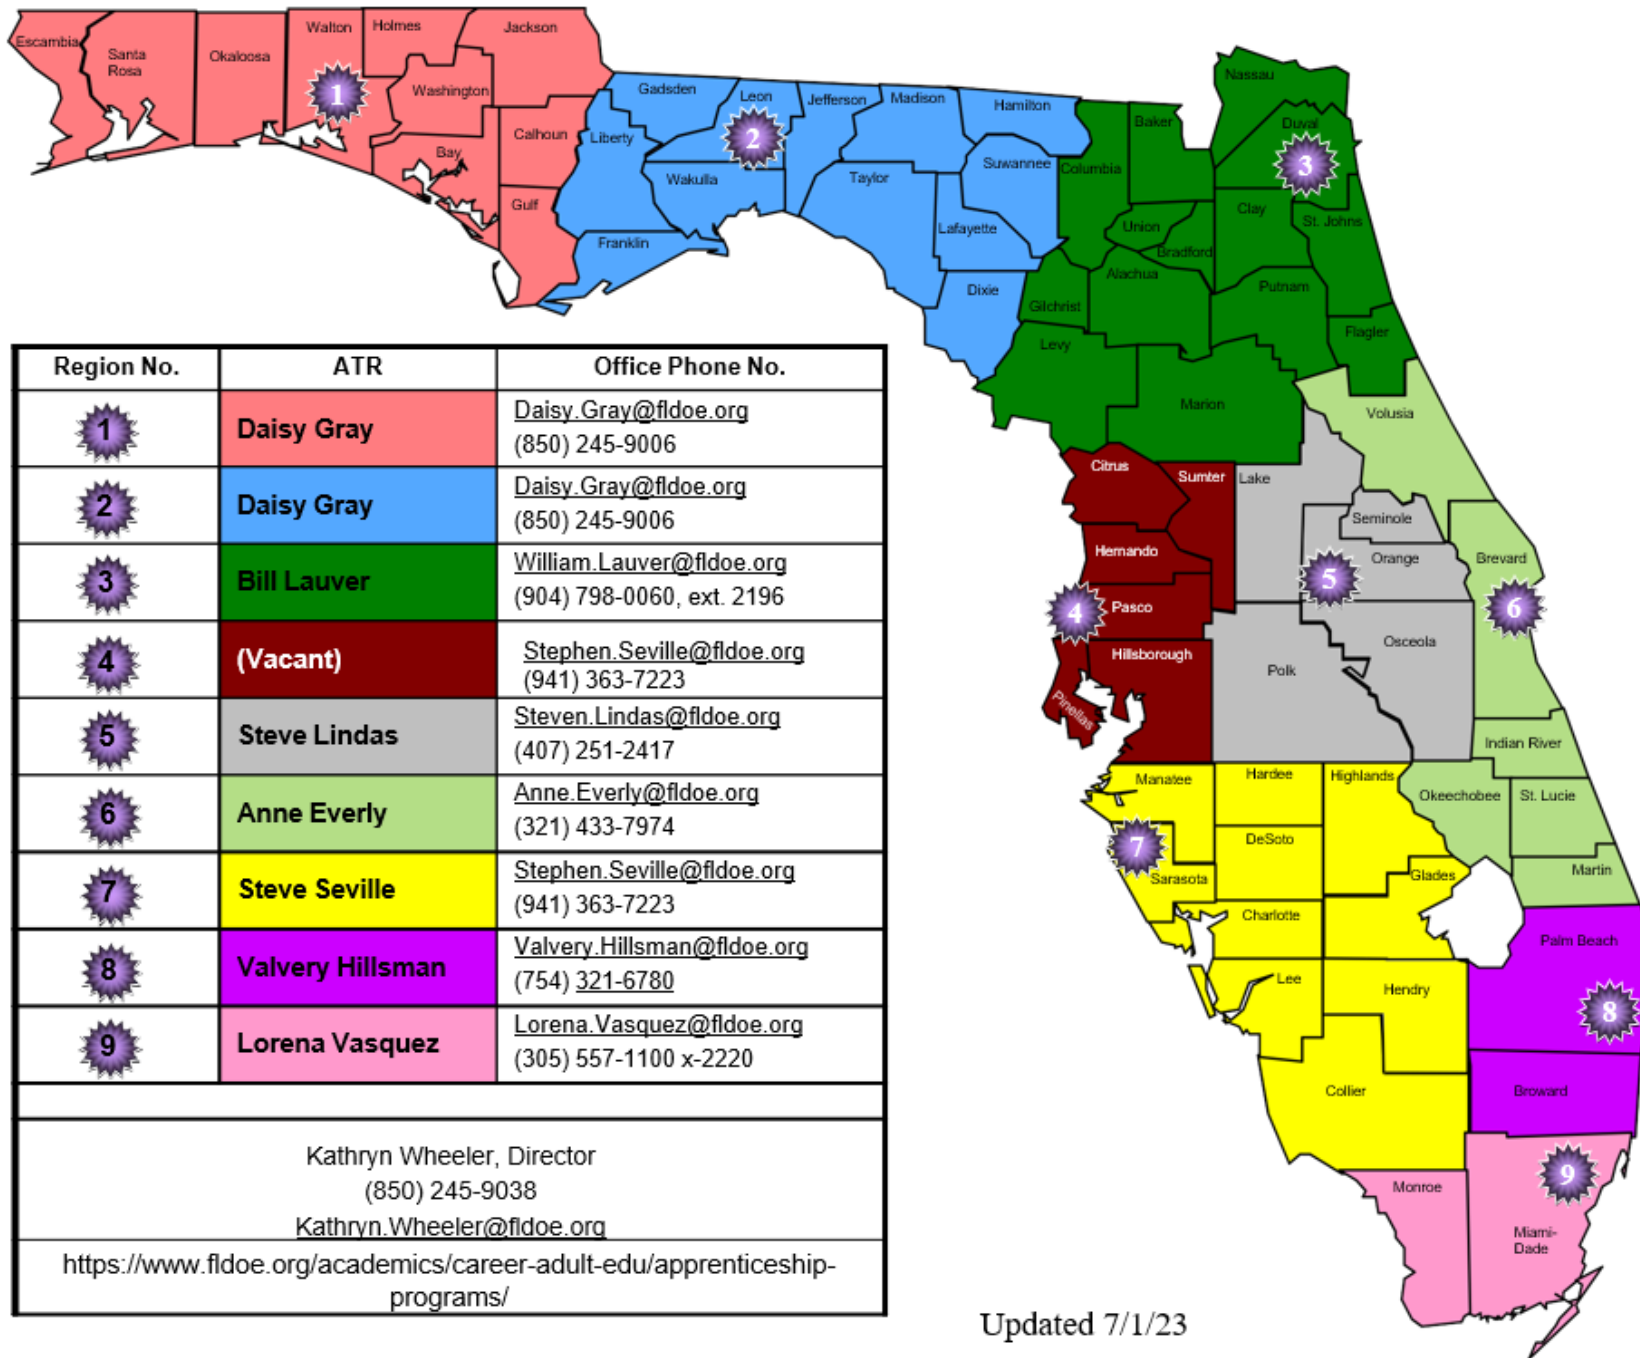 Escambia
Santa
Rosa
Okaloosa
Walton
Holmes
Jackson
Washington
1
Bay
Calhoun
Gulf
Gadsden
Liberty
Leon
2
Wakulla
Franklin
Jefferson
Madison
Hamilton
Taylor
Suwannee
Lafayette
Dixie
Nassau
Baker
Duval
3
Columbia
Union
Bradford
Clay
St. Johns
Alachua
Gilchrist
Putnam
Levy
Flagler
Marion
Volusia
Citrus
Sumter
Lake
Seminole
Hernando
Orange
5
Brevard
6
4
Pasco
Hillsborough
Pinellas
Polk
Osceola
Indian River
Manatee
Hardee
Highlands
Okeechobee
St. Lucie
7
DeSoto
Sarasota
Glades
Martin
Charlotte
Palm Beach
Lee
Hendry
8
Collier
Broward
9
Monroe
Miami-
Dade
Region No. ATR Office Phone No.
1 Daisy Gray Daisy.Gray@fldoe.org
(850) 245-9006
2 Daisy Gray Daisy.Gray@fldoe.org
(850) 245-9006
3 Bill Lauver William.Lauver@fldoe.org
(904) 798-0060, ext. 2196
4 (Vacant) Stephen.Seville@fldoe.org
(941) 363-7223
5 Steve Lindas Steven.Lindas@fldoe.org
(407) 251-2417
6 Anne Everly Anne.Everly@fldoe.org
(321) 433-7974
7 Steve Seville Stephen.Seville@fldoe.org
(941) 363-7223
8 Valvery Hillsman Valvery.Hillsman@fldoe.org
(754) 321-6780
9 Lorena Vasquez Lorena.Vasquez@fldoe.org
(305) 557-1100 x-2220
Kathryn Wheeler, Director
(850) 245-9038
Kathryn.Wheeler@fldoe.org
https://www.fldoe.org/academics/career-adult-edu/apprenticeship-
programs/
Updated 7/1/23